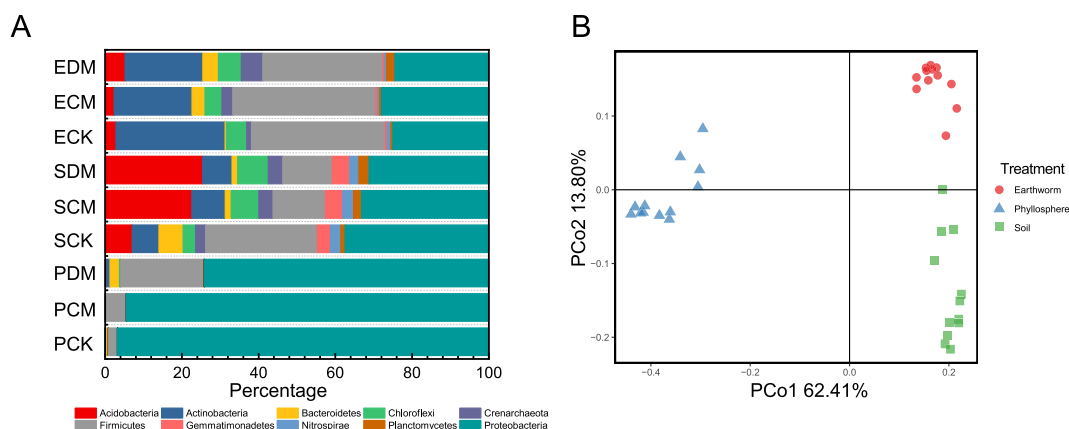 A
EDM
ECM
ECK
SDM
SCM
SCK
PDM
PCM
PCK
0 20 40 60 80 100
Percentage
Acidobacteria Actinobacteria Bacteroidetes Chloroflexi Crenarchaeota
Firmicutes Gemmatimonadetes Nitrospirae Planctomycetes Proteobacteria
B
PCo2 13.80%
0.1
0.0
−0.1
−0.2
−0.4 −0.2 0.0 0.2
PCo1 62.41%
Treatment
Earthworm
Phyllosphere
Soil